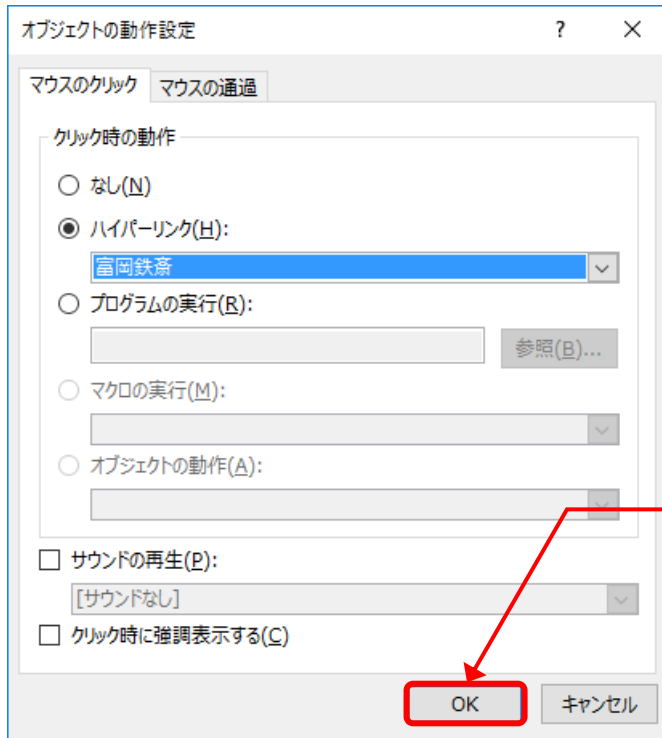 オブジェクトの動作設定 ?
マウスのクリック マウスの通過
クリック時の動作
なし(N)
ハイパーリンク(H):
富岡鉄斎
プログラムの実行(R):
参照(B)...
マクロの実行(M):
オブジェクトの動作(A):
サウンドの再生(P):
[サウンドなし]
クリック時に強調表示する(C)
OK キャンセル